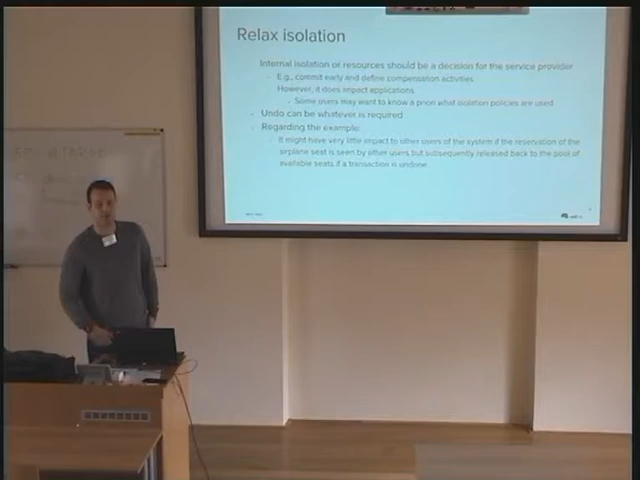 Relax isolation
Internal isolation or resources should be a decision for the service provider
E.g., commit early and define compensation activities
However, it does impact applications
Some users may want to know a priori what isolation policies are used
Undo can be whatever is required
Regarding the example:
It might have very little impact to other users of the system if the reservation of the
airplane seat is seen by other users but subsequently released back to the pool of
available seats if a transaction is undone